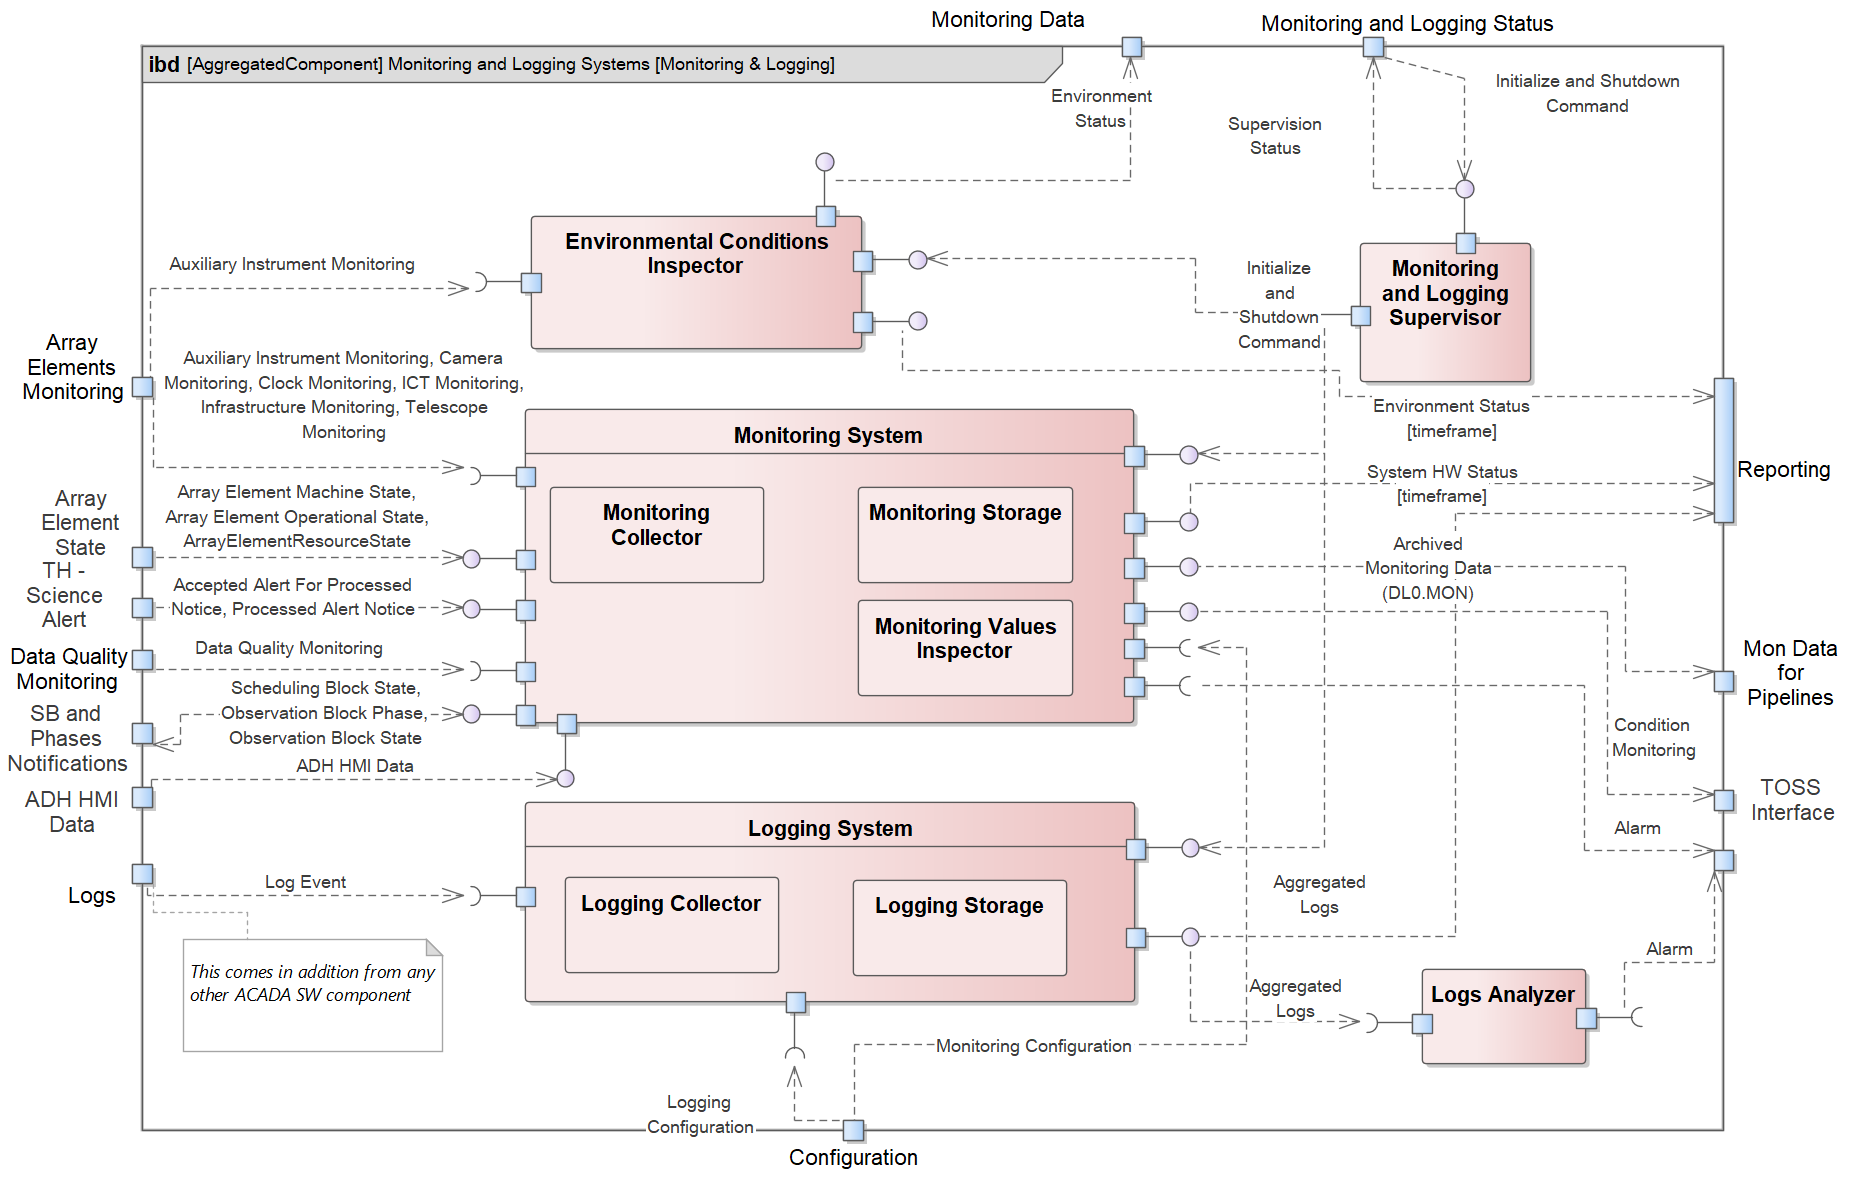 Monitoring Data
Monitoring and Logging Status
ibd [AggregatedComponent] Monitoring and Logging Systems [Monitoring & Logging]
Environment
Status
Supervision
Status
Initialize and Shutdown
Command
Environmental Conditions
Inspector
Monitoring
and Logging
Supervisor
Auxiliary Instrument Monitoring
Initialize
and
Shutdown
Command
Array
Elements
Monitoring
Auxiliary Instrument Monitoring, Camera
Monitoring, Clock Monitoring, ICT Monitoring,
Infrastructure Monitoring, Telescope
Monitoring
Environment Status
[timeframe]
Monitoring System
System HW Status
[timeframe]
Reporting
Array
Element
State
Array Element Machine State,
Array Element Operational State,
ArrayElementResourceState
Monitoring
Collector
Monitoring Storage
Archived
Monitoring Data
(DL0.MON)
TH -
Science
Alert
Accepted Alert For Processed
Notice, Processed Alert Notice
Monitoring Values
Inspector
Data Quality
Monitoring
Data Quality Monitoring
Mon Data
for
Pipelines
SB and
Phases
Notifications
Scheduling Block State,
Observation Block Phase,
Observation Block State
Condition
Monitoring
ADH HMI
Data
ADH HMI Data
TOSS
Interface
Logging System
Alarm
Logs
Log Event
Logging Collector
Logging Storage
Aggregated
Logs
This comes in addition from any
other ACADA SW component
Alarm
Aggregated
Logs
Logs Analyzer
Monitoring Configuration
Logging
Configuration
Configuration